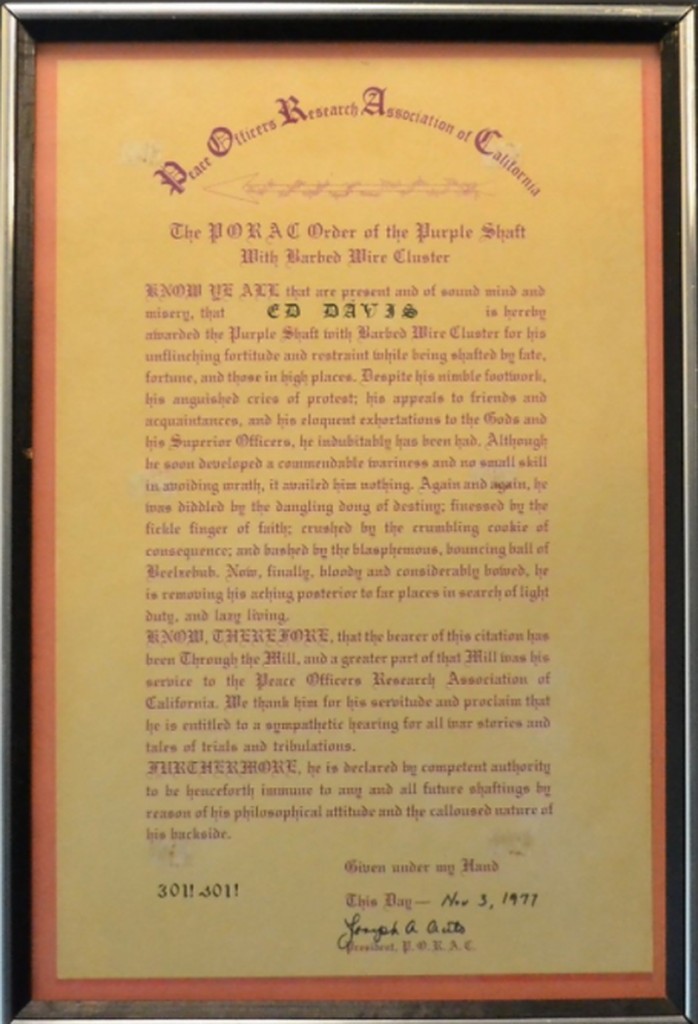 Peace Officers Research Association of California
The P O R A C Order of the Purple Shaft
With Barbed Wire Cluster
KNOW YE ALL that are present and of sound mind and
misery, that ED DAVIS is hereby
awarded the Purple Shaft with Barbed Wire Cluster for his
unflinching fortitude and restraint while being shafted by fate,
fortune, and those in high places. Despite his nimble footwork,
his anguished cries of protest; his appeals to friends and
acquaintances, and his eloquent exhortations to the Gods and
his Superior Officers, he indubitably has been had. Although
he soon developed a commendable wariness and no small skill
in avoiding wrath, it availed him nothing. Again and again, he
was diddled by the dangling dong of destiny; finessed by the
fickle finger of faith; crushed by the crumbling cookie of
consequence; and bashed by the blasphemous, bouncing ball of
Beelzebub. Now, finally, bloody and considerably bowed, he
is removing his aching posterior to far places in search of light
duty, and lazy living.
KNOW, THEREFORE, that the bearer of this citation has
been Through the Mill, and a greater part of that Mill was his
service to the Peace Officers Research Association of
California. We thank him for his servitude and proclaim that
he is entitled to a sympathetic hearing for all war stories and
tales of trials and tribulations.
FURTHERMORE, he is declared by competent authority
to be henceforth immune to any and all future shaftings by
reason of his philosophical attitude and the calloused nature of
his backside.
Given under my Hand
This Day— Nov 3, 1977
Joseph A
President, P.O.R.A.C.